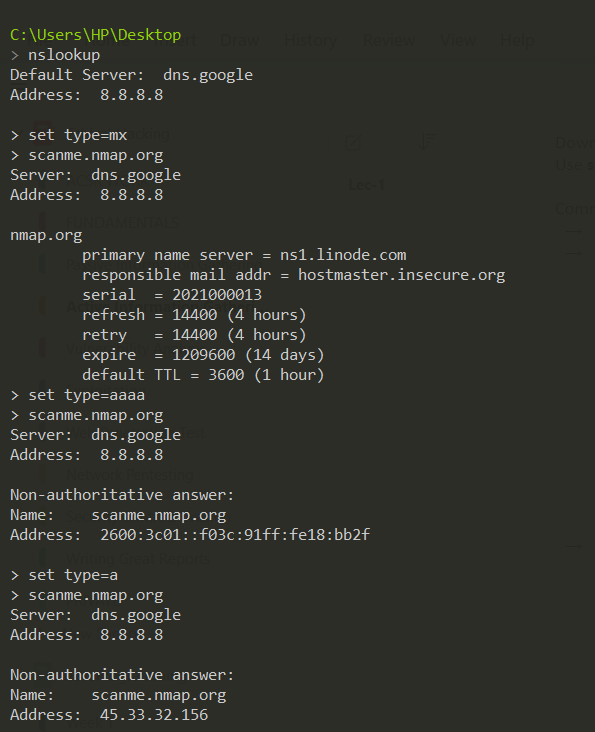 C:\Users\HP\Desktop
> nslookup
Default Server:  dns.google
Address:  8.8.8.8
> set type=mx
> scanme.nmap.org
Server:  dns.google
Address:  8.8.8.8
nmap.org
        primary name server = ns1.linode.com
        responsible mail addr = hostmaster.insecure.org
        serial  = 2021000013
        refresh = 14400 (4 hours)
        retry   = 14400 (4 hours)
        expire  = 1209600 (14 days)
        default TTL = 3600 (1 hour)
> set type=aaaa
> scanme.nmap.org
Server:  dns.google
Address:  8.8.8.8
Non-authoritative answer:
Name:    scanme.nmap.org
Address:  2600:3c01::f03c:91ff:fe18:bb2f
> set type=a
> scanme.nmap.org
Server:  dns.google
Address:  8.8.8.8
Non-authoritative answer:
Name:    scanme.nmap.org
Address:  45.33.32.156